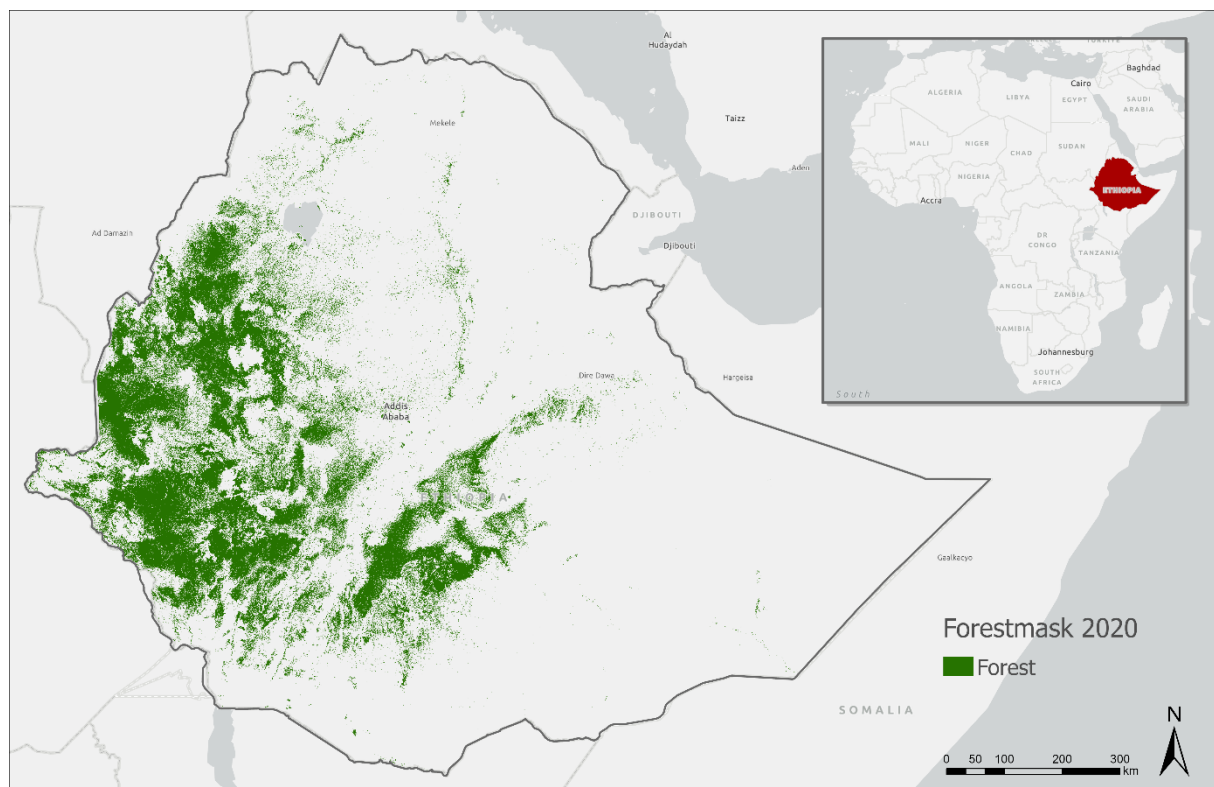 Al
Hudaydah
Mekele
Taizz
Aden
DJIBOUTI
Djibouti
Ad Damazin
Dire Dawa
Hargeisa
Addis
Ababa
ETHIOPIA
Gaalkacyo
SOMALIA
Baghdad
Cairo
ALGERIA
LIBYA
EGYPT
SAUDI
ARABIA
MALI
NIGER
CHAD
SUDAN
NIGERIA
ETHIOPIA
Accra
DR
CONGO
TANZANIA
ANGOLA
ZAMBIA
NAMIBIA
Johannesburg
SOUTH
AFRICA
South
Forestmask 2020
Forest
N
0 50 100 200 300
km